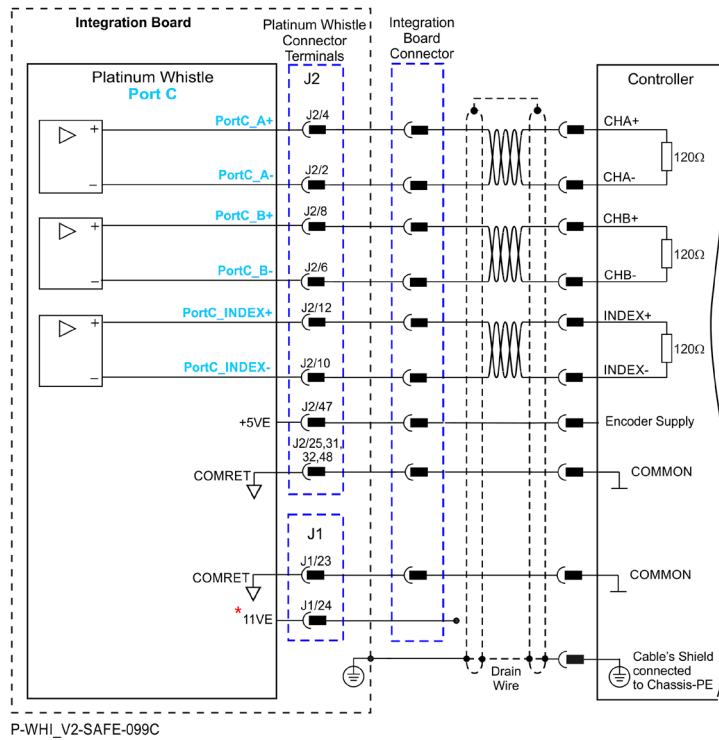 Integration Board
Platinum Whistle
Connector
Terminals
Integration
Board
Connector
Platinum Whistle
Port C
J2
Controller
PortC_A+
J2/4
CHA+
120Ω
PortC_A-
J2/2
CHA-
PortC_B+
J2/8
CHB+
120Ω
PortC_B-
J2/6
CHB-
PortC_INDEX+
J2/12
INDEX+
120Ω
PortC_INDEX-
J2/10
INDEX-
+5VE
J2/47
Encoder Supply
J2/25,31,
32,48
COMRET
COMMON
J1
J1/23
COMRET
COMMON
J1/24
*11VE
Drain
Wire
Cable's Shield
connected
to Chassis-PE
P-WHI_V2-SAFE-099C